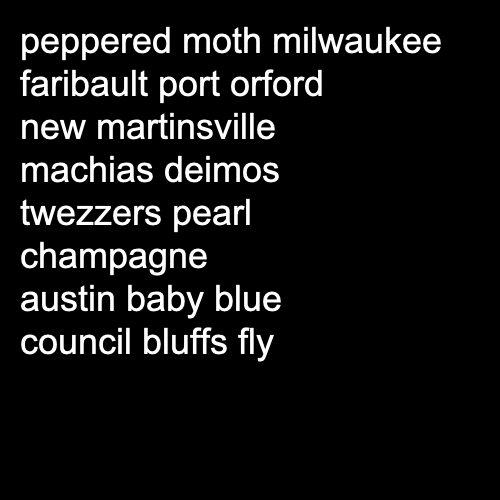 peppered moth milwaukee
faribault port orford
new martinsville
machias deimos
twezzers pearl
champagne
austin baby blue
council bluffs fly